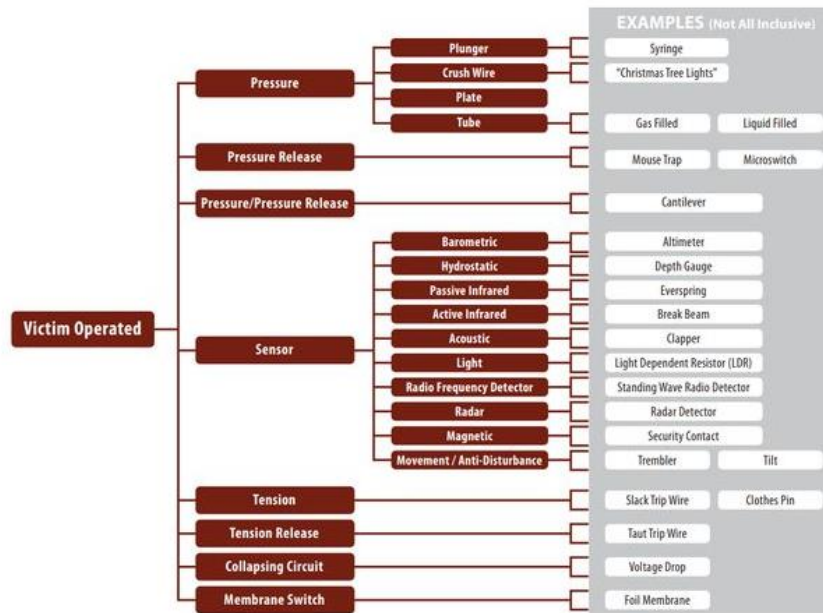 EXAMPLES (Not All Inclusive)
Victim Operated
Pressure
Plunger
Syringe
Crush Wire
"Christmas Tree Lights"
Plate
Tube
Gas Filled
Liquid Filled
Pressure Release
Mouse Trap
Microswitch
Pressure/Pressure Release
Cantilever
Sensor
Barometric
Altimeter
Hydrostatic
Depth Gauge
Passive Infrared
Everspring
Active Infrared
Break Beam
Acoustic
Clapper
Light
Light Dependent Resistor (LDR)
Radio Frequency Detector
Standing Wave Radio Detector
Radar
Radar Detector
Magnetic
Security Contact
Movement / Anti-Disturbance
Trembler
Tilt
Tension
Slack Trip Wire
Clothes Pin
Tension Release
Taut Trip Wire
Collapsing Circuit
Voltage Drop
Membrane Switch
Foil Membrane